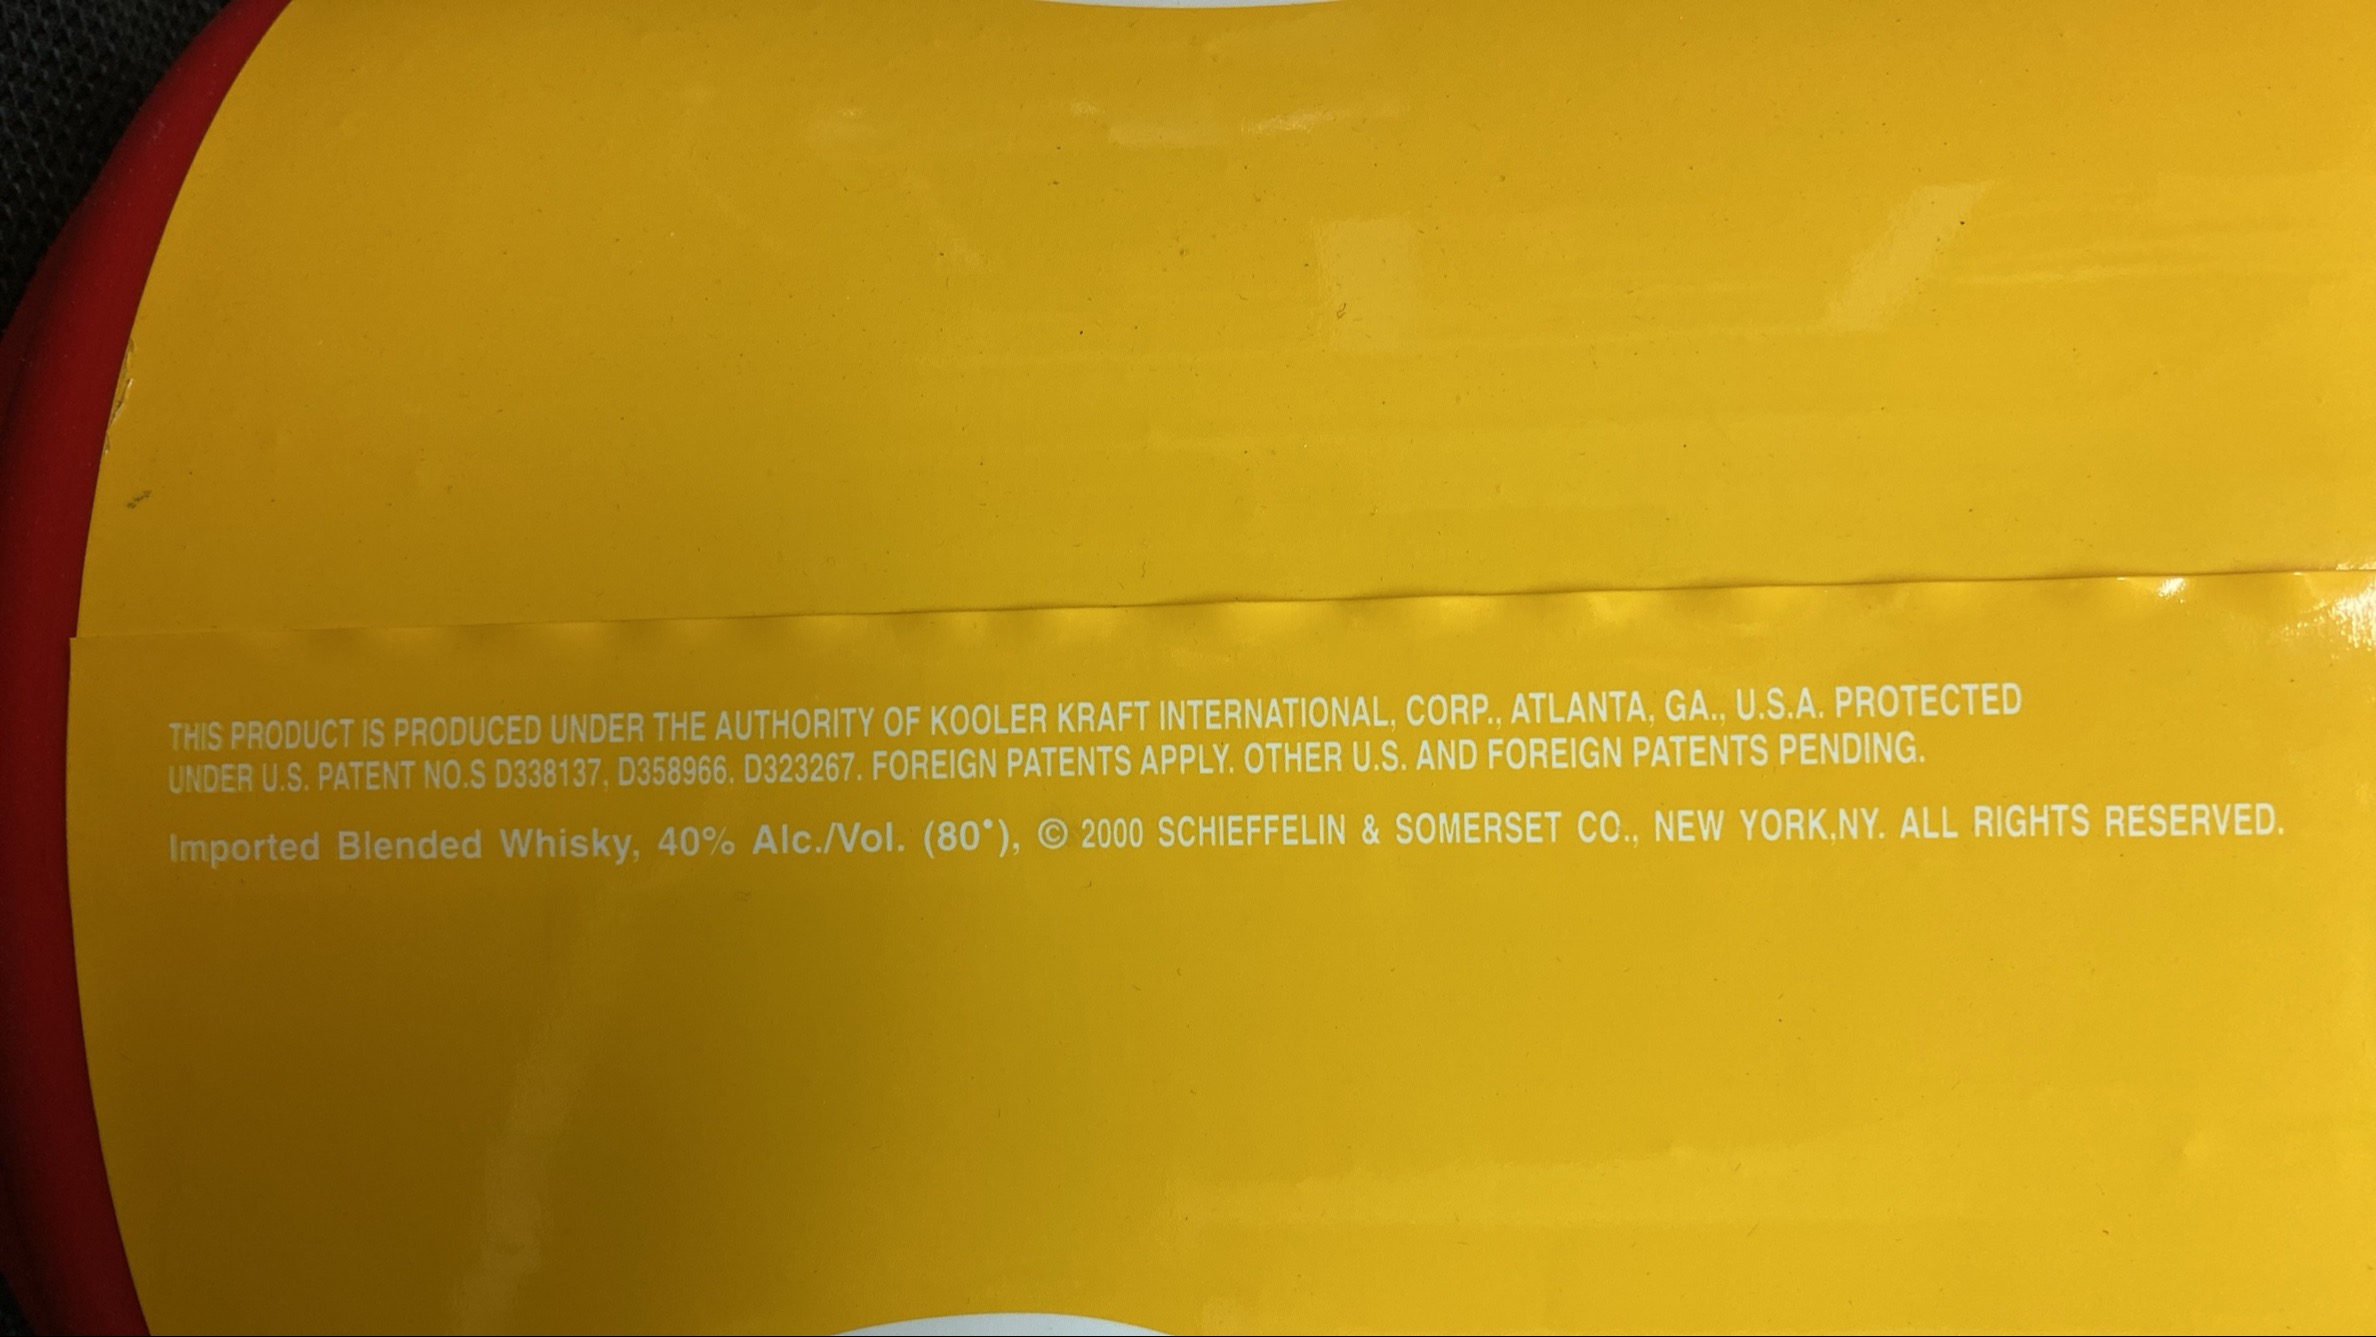 THIS PRODUCT IS PRODUCED UNDER THE AUTHORITY OF KOOLER KRAFT INTERNATIONAL, CORP., ATLANTA, GA., U.S.A. PROTECTED
UNDER U.S. PATENT NO.S D338137, D358966. D323267. FOREIGN PATENTS APPLY. OTHER U.S. AND FOREIGN PATENTS PENDING.
Imported Blended Whisky, 40% Alc./Vol. (80°), © 2000 SCHIEFFELIN & SOMERSET CO., NEW YORK,NY. ALL RIGHTS RESERVED.